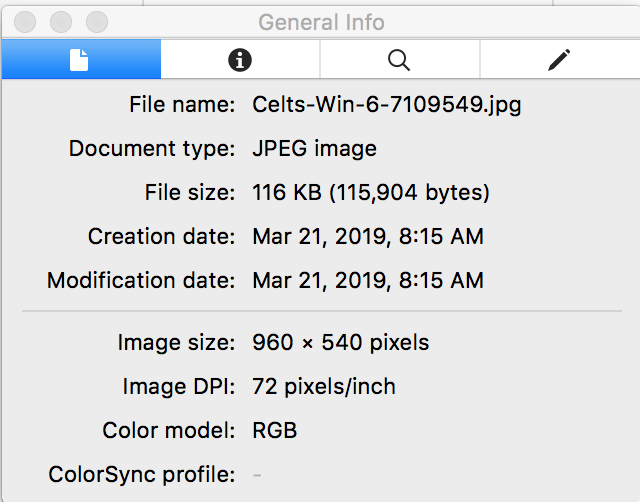 General Info
File name: Celts-Win-6-7109549.jpg
Document type: JPEG image
File size: 116 KB (115,904 bytes)
Creation date: Mar 21, 2019, 8:15 AM
Modification date: Mar 21, 2019, 8:15 AM
Image size: 960 × 540 pixels
Image DPI: 72 pixels/inch
Color model: RGB
ColorSync profile: -